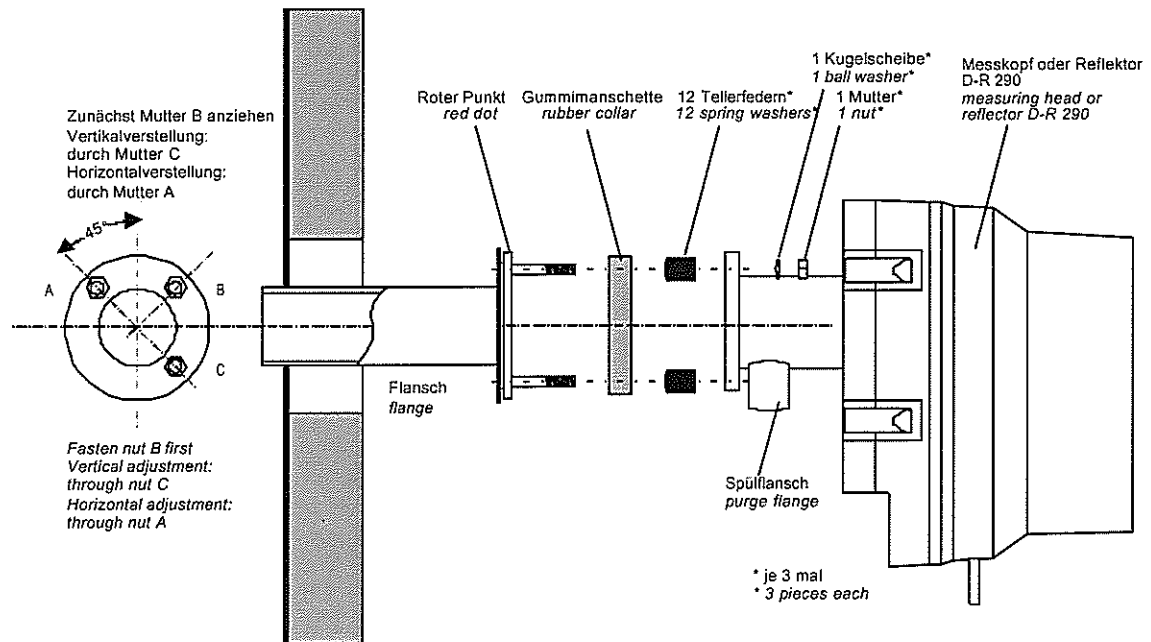 Zunächst Mutter B anziehen
Vertikalverstellung:
durch Mutter C
Horizontalverstellung:
durch Mutter A
45°
A
B
C
Fasten nut B first
Vertical adjustment:
through nut C
Horizontal adjustment:
through nut A
Flansch
flange
Roter Punkt
red dot
Gummimanschette
rubber collar
12 Tellerfedern*
12 spring washers*
1 Kugelscheibe*
1 ball washer*
1 Mutter*
1 nut*
Messkopf oder Reflektor
D-R 290
measuring head or
reflector D-R 290
Spülflansch
purge flange
* je 3 mal
* 3 pieces each